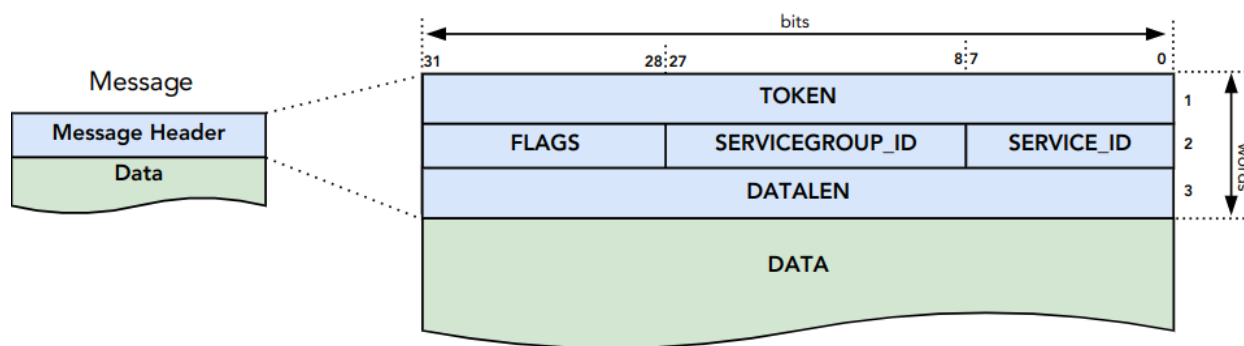 bits
31 28 27 8 7 0
Message
Message Header
Data
TOKEN 1
FLAGS SERVICEGROUP_ID SERVICE_ID 2
DATALEN 3
words
DATA